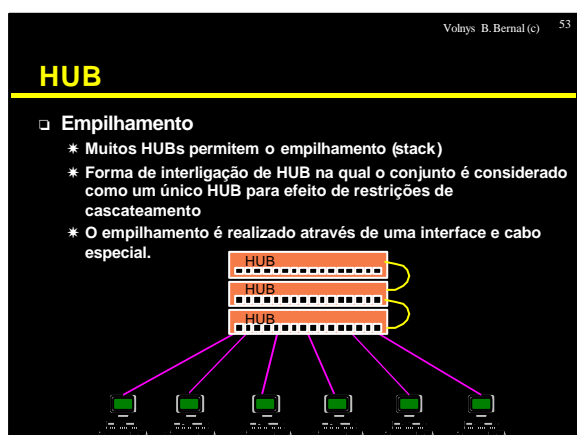 Volnys B. Bernal (c) 53
HUB
❑ Empilhamento
✴ Muitos HUBs permitem o empilhamento (stack)
✴ Forma de interligação de HUB na qual o conjunto é considerado
como um único HUB para efeito de restrições de
cascateamento
✴ O empilhamento é realizado através de uma interface e cabo
especial.
HUB
HUB
HUB